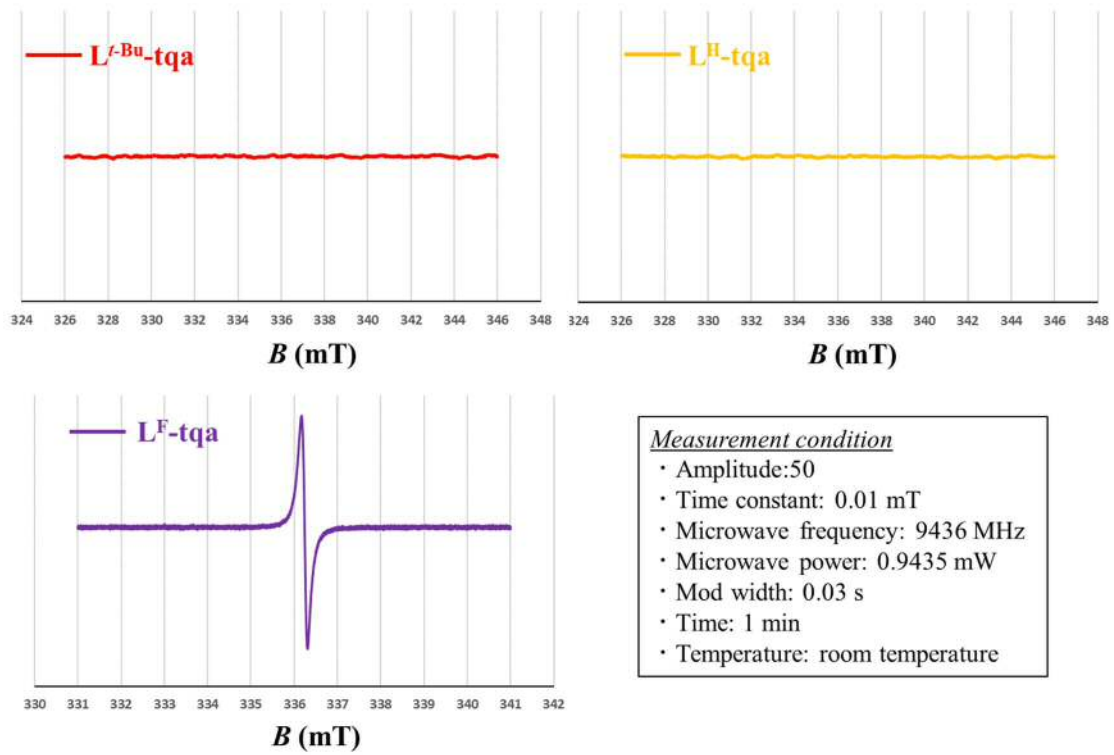 L^t-Bu-tqa
324 326 328 330 332 334 336 338 340 342 344 346 348
B (mT)
L^H-tqa
324 326 328 330 332 334 336 338 340 342 344 346 348
B (mT)
L^F-tqa
330 331 332 333 334 335 336 337 338 339 340 341 342
B (mT)
Measurement condition
・Amplitude:50
・Time constant: 0.01 mT
・Microwave frequency: 9436 MHz
・Microwave power: 0.9435 mW
・Mod width: 0.03 s
・Time: 1 min
・Temperature: room temperature